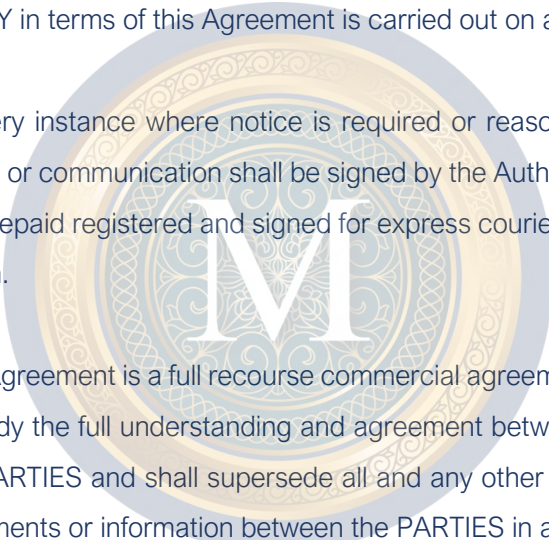 Y in terms of this Agreement is carried out on a
ry instance where notice is required or reaso
or communication shall be signed by the Auth
epaid registered and signed for express courie
.
Agreement is a full recourse commercial agreem
dy the full understanding and agreement betw
PARTIES and shall supersede all and any other
ments or information between the PARTIES in a
M